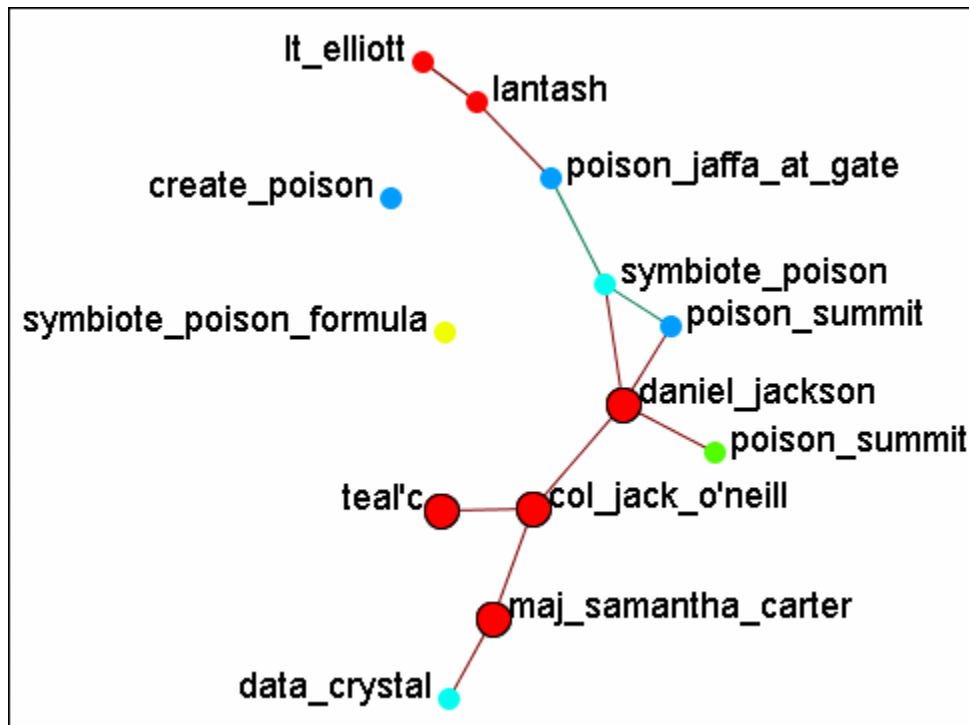 lt_elliott
lantash
poison_jaffa_at_gate
create_poison
symbiote_poison
poison_summit
symbiote_poison_formula
daniel_jackson
poison_summit
teal'c
col_jack_o'neill
maj_samantha_carter
data_crystal